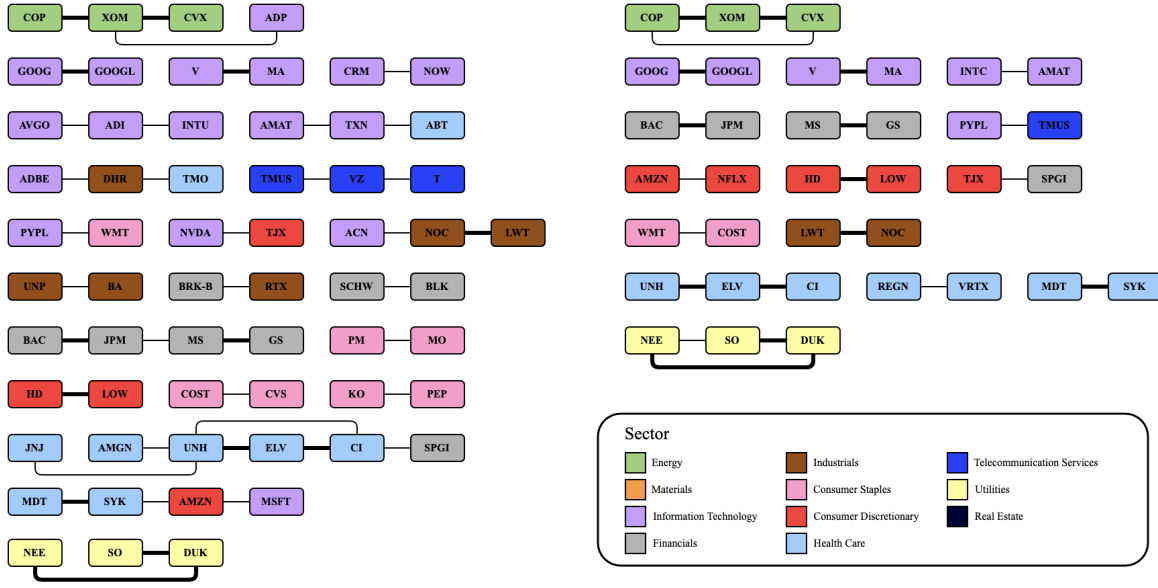 COP XOM CVX ADP
GOOG GOOGL V MA CRM NOW
AVGO ADI INTU AMAT TXN ABT
ADBE DHR TMO TMUS VZ T
PYPL WMT NVDA TJX ACN NOC LWT
UNP BA BRK-B RTX SCHW BLK
BAC JPM MS GS PM MO
HD LOW COST CVS KO PEP
JNJ AMGN UNH ELV CI SPGI
MDT SYK AMZN MSFT
NEE SO DUK
COP XOM CVX
GOOG GOOGL V MA INTC AMAT
BAC JPM MS GS PYPL TMUS
AMZN NFLX HD LOW TJX SPGI
WMT COST LWT NOC
UNH ELV CI REGN VRTX MDT SYK
NEE SO DUK
Sector
Energy Industrials Telecommunication Services
Materials Consumer Staples Utilities
Information Technology Consumer Discretionary Real Estate
Financials Health Care